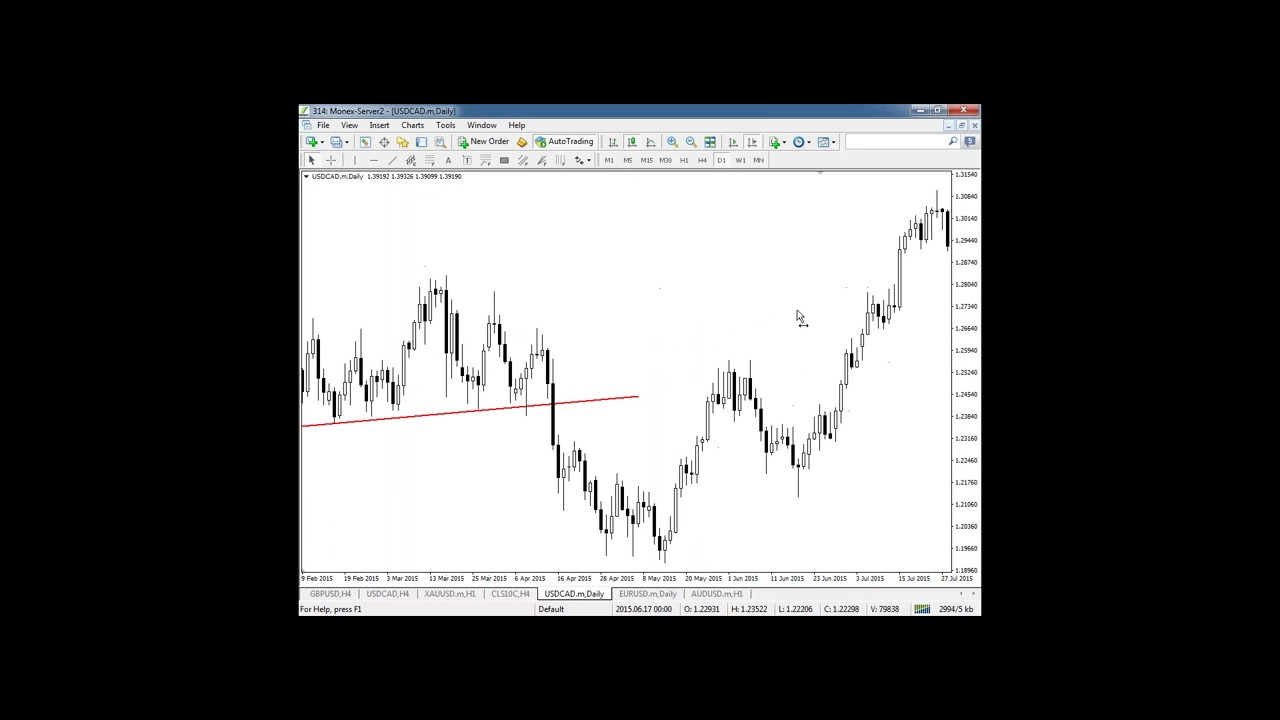 314: Monex-Server2 - [USDCAD.m,Daily]
File View Insert Charts Tools Window Help
New Order AutoTrading
A T M1 M5 M15 M30 H1 H4 D1 W1 MN
USDCAD.m,Daily 1.39192 1.39326 1.39099 1.39190
1.31540
1.30840
1.30140
1.29440
1.28740
1.28040
1.27340
1.26640
1.25940
1.25240
1.24540
1.23840
1.23160
1.22460
1.21760
1.21060
1.20360
1.19660
1.18960
9 Feb 2015 19 Feb 2015 3 Mar 2015 13 Mar 2015 25 Mar 2015 6 Apr 2015 16 Apr 2015 28 Apr 2015 8 May 2015 20 May 2015 1 Jun 2015 11 Jun 2015 23 Jun 2015 3 Jul 2015 15 Jul 2015 27 Jul 2015
GBPUSD,H4 USDCAD,H4 XAUUSD.m,H1 CLS10C,H4 USDCAD.m,Daily EURUSD.m,Daily AUDUSD.m,H1
For Help, press F1 Default 2015.06.17 00:00 O: 1.22931 H: 1.23522 L: 1.22206 C: 1.22298 V: 79838 2994/5 kb